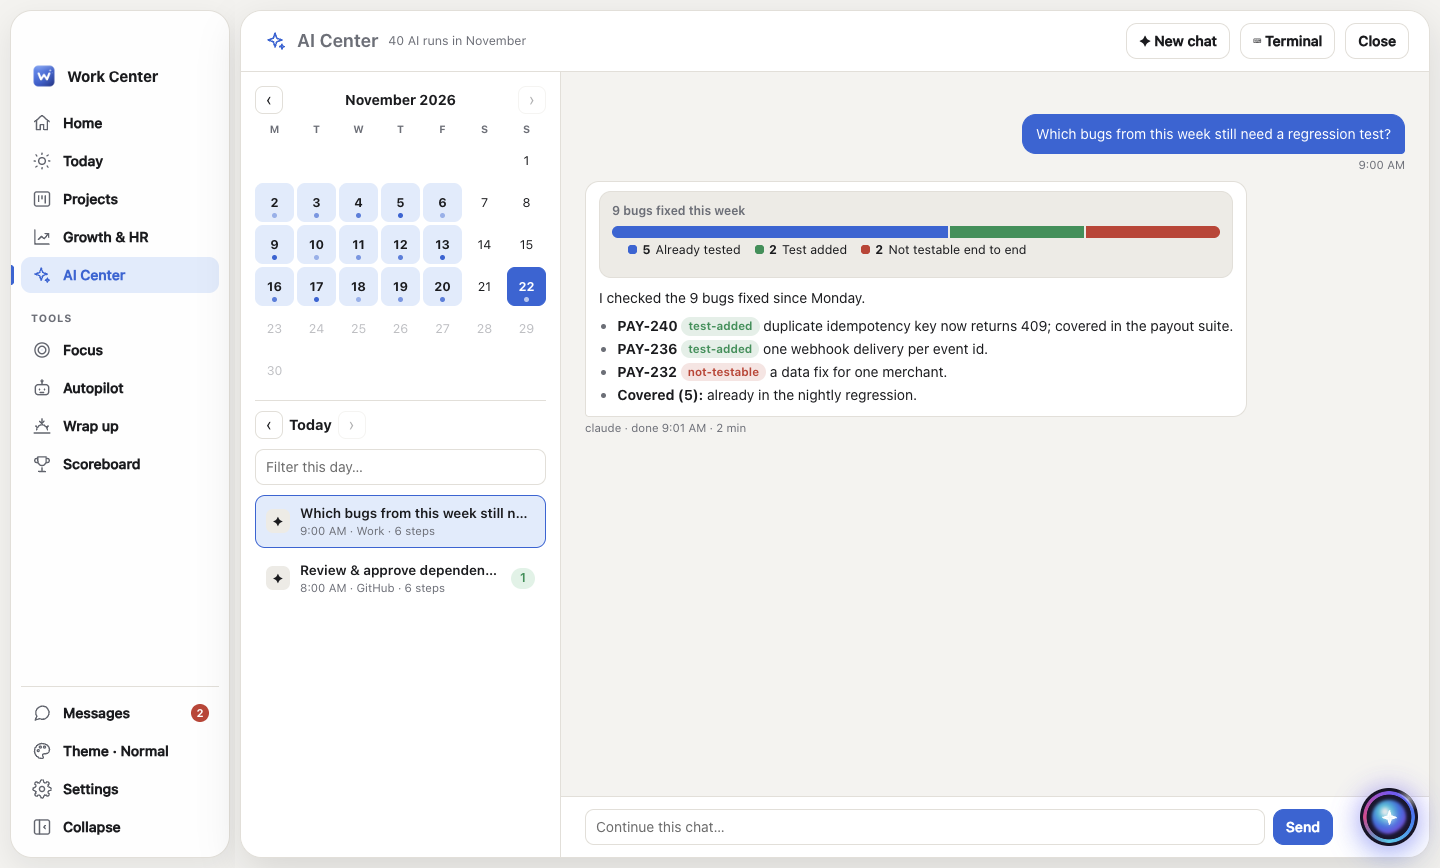 Work Center
Home
Today
Projects
Growth & HR
AI Center
TOOLS
Focus
Autopilot
Wrap up
Scoreboard
Messages 2
Theme · Normal
Settings
Collapse
AI Center 40 AI runs in November
✦ New chat
Terminal
Close
‹ November 2026 ›
M T W T F S S
1
2 3 4 5 6 7 8
9 10 11 12 13 14 15
16 17 18 19 20 21 22
23 24 25 26 27 28 29
30
‹ Today ›
Filter this day...
Which bugs from this week still n...
9:00 AM · Work · 6 steps
Review & approve dependen...
8:00 AM · GitHub · 6 steps
1
Which bugs from this week still need a regression test?
9:00 AM
9 bugs fixed this week
5 Already tested 2 Test added 2 Not testable end to end
I checked the 9 bugs fixed since Monday.
• PAY-240 test-added duplicate idempotency key now returns 409; covered in the payout suite.
• PAY-236 test-added one webhook delivery per event id.
• PAY-232 not-testable a data fix for one merchant.
• Covered (5): already in the nightly regression.
claude · done 9:01 AM · 2 min
Continue this chat...
Send